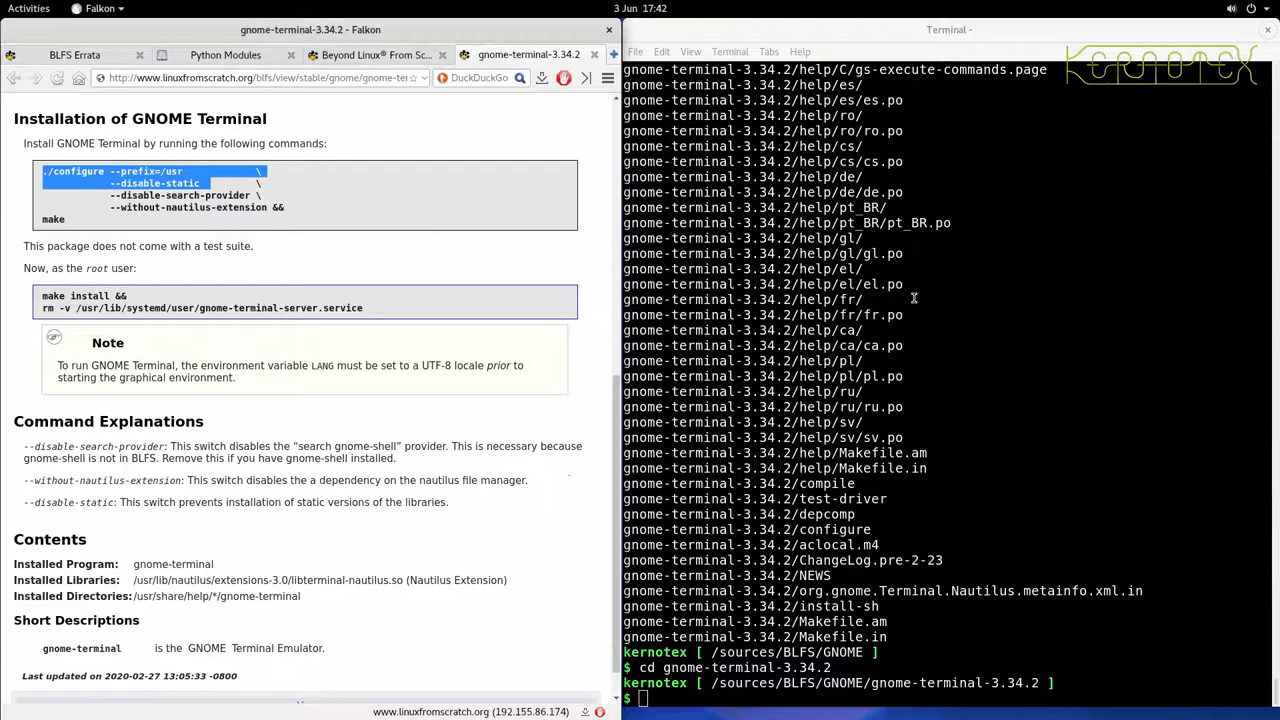 Activities
Falkon
3 Jun 17:42
gnome-terminal-3.34.2 - Falkon
BLFS Errata
Python Modules
Beyond Linux® From Sc...
gnome-terminal-3.34.2
http://www.linuxfromscratch.org/blfs/view/stable/gnome/gnome-ter
DuckDuckGo
Installation of GNOME Terminal
Install GNOME Terminal by running the following commands:
./configure --prefix=/usr \
--disable-static \
--disable-search-provider \
--without-nautilus-extension &&
make
This package does not come with a test suite.
Now, as the root user:
make install &&
rm -v /usr/lib/systemd/user/gnome-terminal-server.service
Note
To run GNOME Terminal, the environment variable LANG must be set to a UTF-8 locale prior to
starting the graphical environment.
Command Explanations
--disable-search-provider: This switch disables the “search gnome-shell” provider. This is necessary because
gnome-shell is not in BLFS. Remove this if you have gnome-shell installed.
--without-nautilus-extension: This switch disables the a dependency on the nautilus file manager.
--disable-static: This switch prevents installation of static versions of the libraries.
Contents
Installed Program: gnome-terminal
Installed Libraries: /usr/lib/nautilus/extensions-3.0/libterminal-nautilus.so (Nautilus Extension)
Installed Directories: /usr/share/help/*/gnome-terminal
Short Descriptions
gnome-terminal is the GNOME Terminal Emulator.
Last updated on 2020-02-27 13:05:33 -0800
www.linuxfromscratch.org (192.155.86.174)
Terminal -
File Edit View Terminal Tabs Help
KERNOTEX
gnome-terminal-3.34.2/help/C/gs-execute-commands.page
gnome-terminal-3.34.2/help/es/
gnome-terminal-3.34.2/help/es/es.po
gnome-terminal-3.34.2/help/ro/
gnome-terminal-3.34.2/help/ro/ro.po
gnome-terminal-3.34.2/help/cs/
gnome-terminal-3.34.2/help/cs/cs.po
gnome-terminal-3.34.2/help/de/
gnome-terminal-3.34.2/help/de/de.po
gnome-terminal-3.34.2/help/pt_BR/
gnome-terminal-3.34.2/help/pt_BR/pt_BR.po
gnome-terminal-3.34.2/help/gl/
gnome-terminal-3.34.2/help/gl/gl.po
gnome-terminal-3.34.2/help/el/
gnome-terminal-3.34.2/help/el/el.po
gnome-terminal-3.34.2/help/fr/
gnome-terminal-3.34.2/help/fr/fr.po
gnome-terminal-3.34.2/help/ca/
gnome-terminal-3.34.2/help/ca/ca.po
gnome-terminal-3.34.2/help/pl/
gnome-terminal-3.34.2/help/pl/pl.po
gnome-terminal-3.34.2/help/ru/
gnome-terminal-3.34.2/help/ru/ru.po
gnome-terminal-3.34.2/help/sv/
gnome-terminal-3.34.2/help/sv/sv.po
gnome-terminal-3.34.2/help/Makefile.am
gnome-terminal-3.34.2/help/Makefile.in
gnome-terminal-3.34.2/compile
gnome-terminal-3.34.2/test-driver
gnome-terminal-3.34.2/depcomp
gnome-terminal-3.34.2/configure
gnome-terminal-3.34.2/aclocal.m4
gnome-terminal-3.34.2/ChangeLog.pre-2-23
gnome-terminal-3.34.2/NEWS
gnome-terminal-3.34.2/org.gnome.Terminal.Nautilus.metainfo.xml.in
gnome-terminal-3.34.2/install-sh
gnome-terminal-3.34.2/Makefile.am
gnome-terminal-3.34.2/Makefile.in
kernotex [ /sources/BLFS/GNOME ]
$ cd gnome-terminal-3.34.2
kernotex [ /sources/BLFS/GNOME/gnome-terminal-3.34.2 ]
$